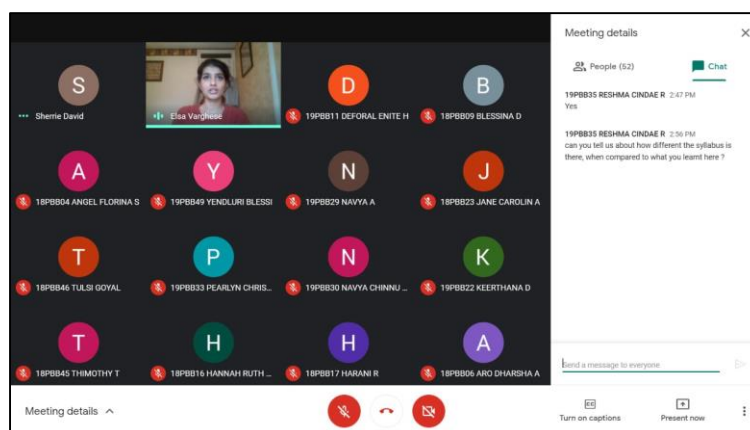 Meeting details
People (52)
Chat
19PBB35 RESHMA CINDAE R 2:47 PM
Yes
19PBB35 RESHMA CINDAE R 2:56 PM
can you tell us about how different the syllabus is
there, when compared to what you learnt here ?
S
Sherrie David
Elsa Varghese
D
19PBB11 DEFORAL ENITE H
B
18PBB09 BLESSINA D
A
18PBB04 ANGEL FLORINA S
Y
19PBB49 YENDLURI BLESSI
N
19PBB29 NAVYA A
J
18PBB23 JANE CAROLIN A
T
18PBB46 TULSI GOYAL
P
19PBB33 PEARLYN CHRIS...
N
19PBB30 NAVYA CHINNU ...
K
19PBB22 KEERTHANA D
T
18PBB45 THIMOTHY T
H
18PBB16 HANNAH RUTH ...
H
18PBB17 HARANI R
A
18PBB06 ARO DHARSHA A
Send a message to everyone
Meeting details
Turn on captions
Present now